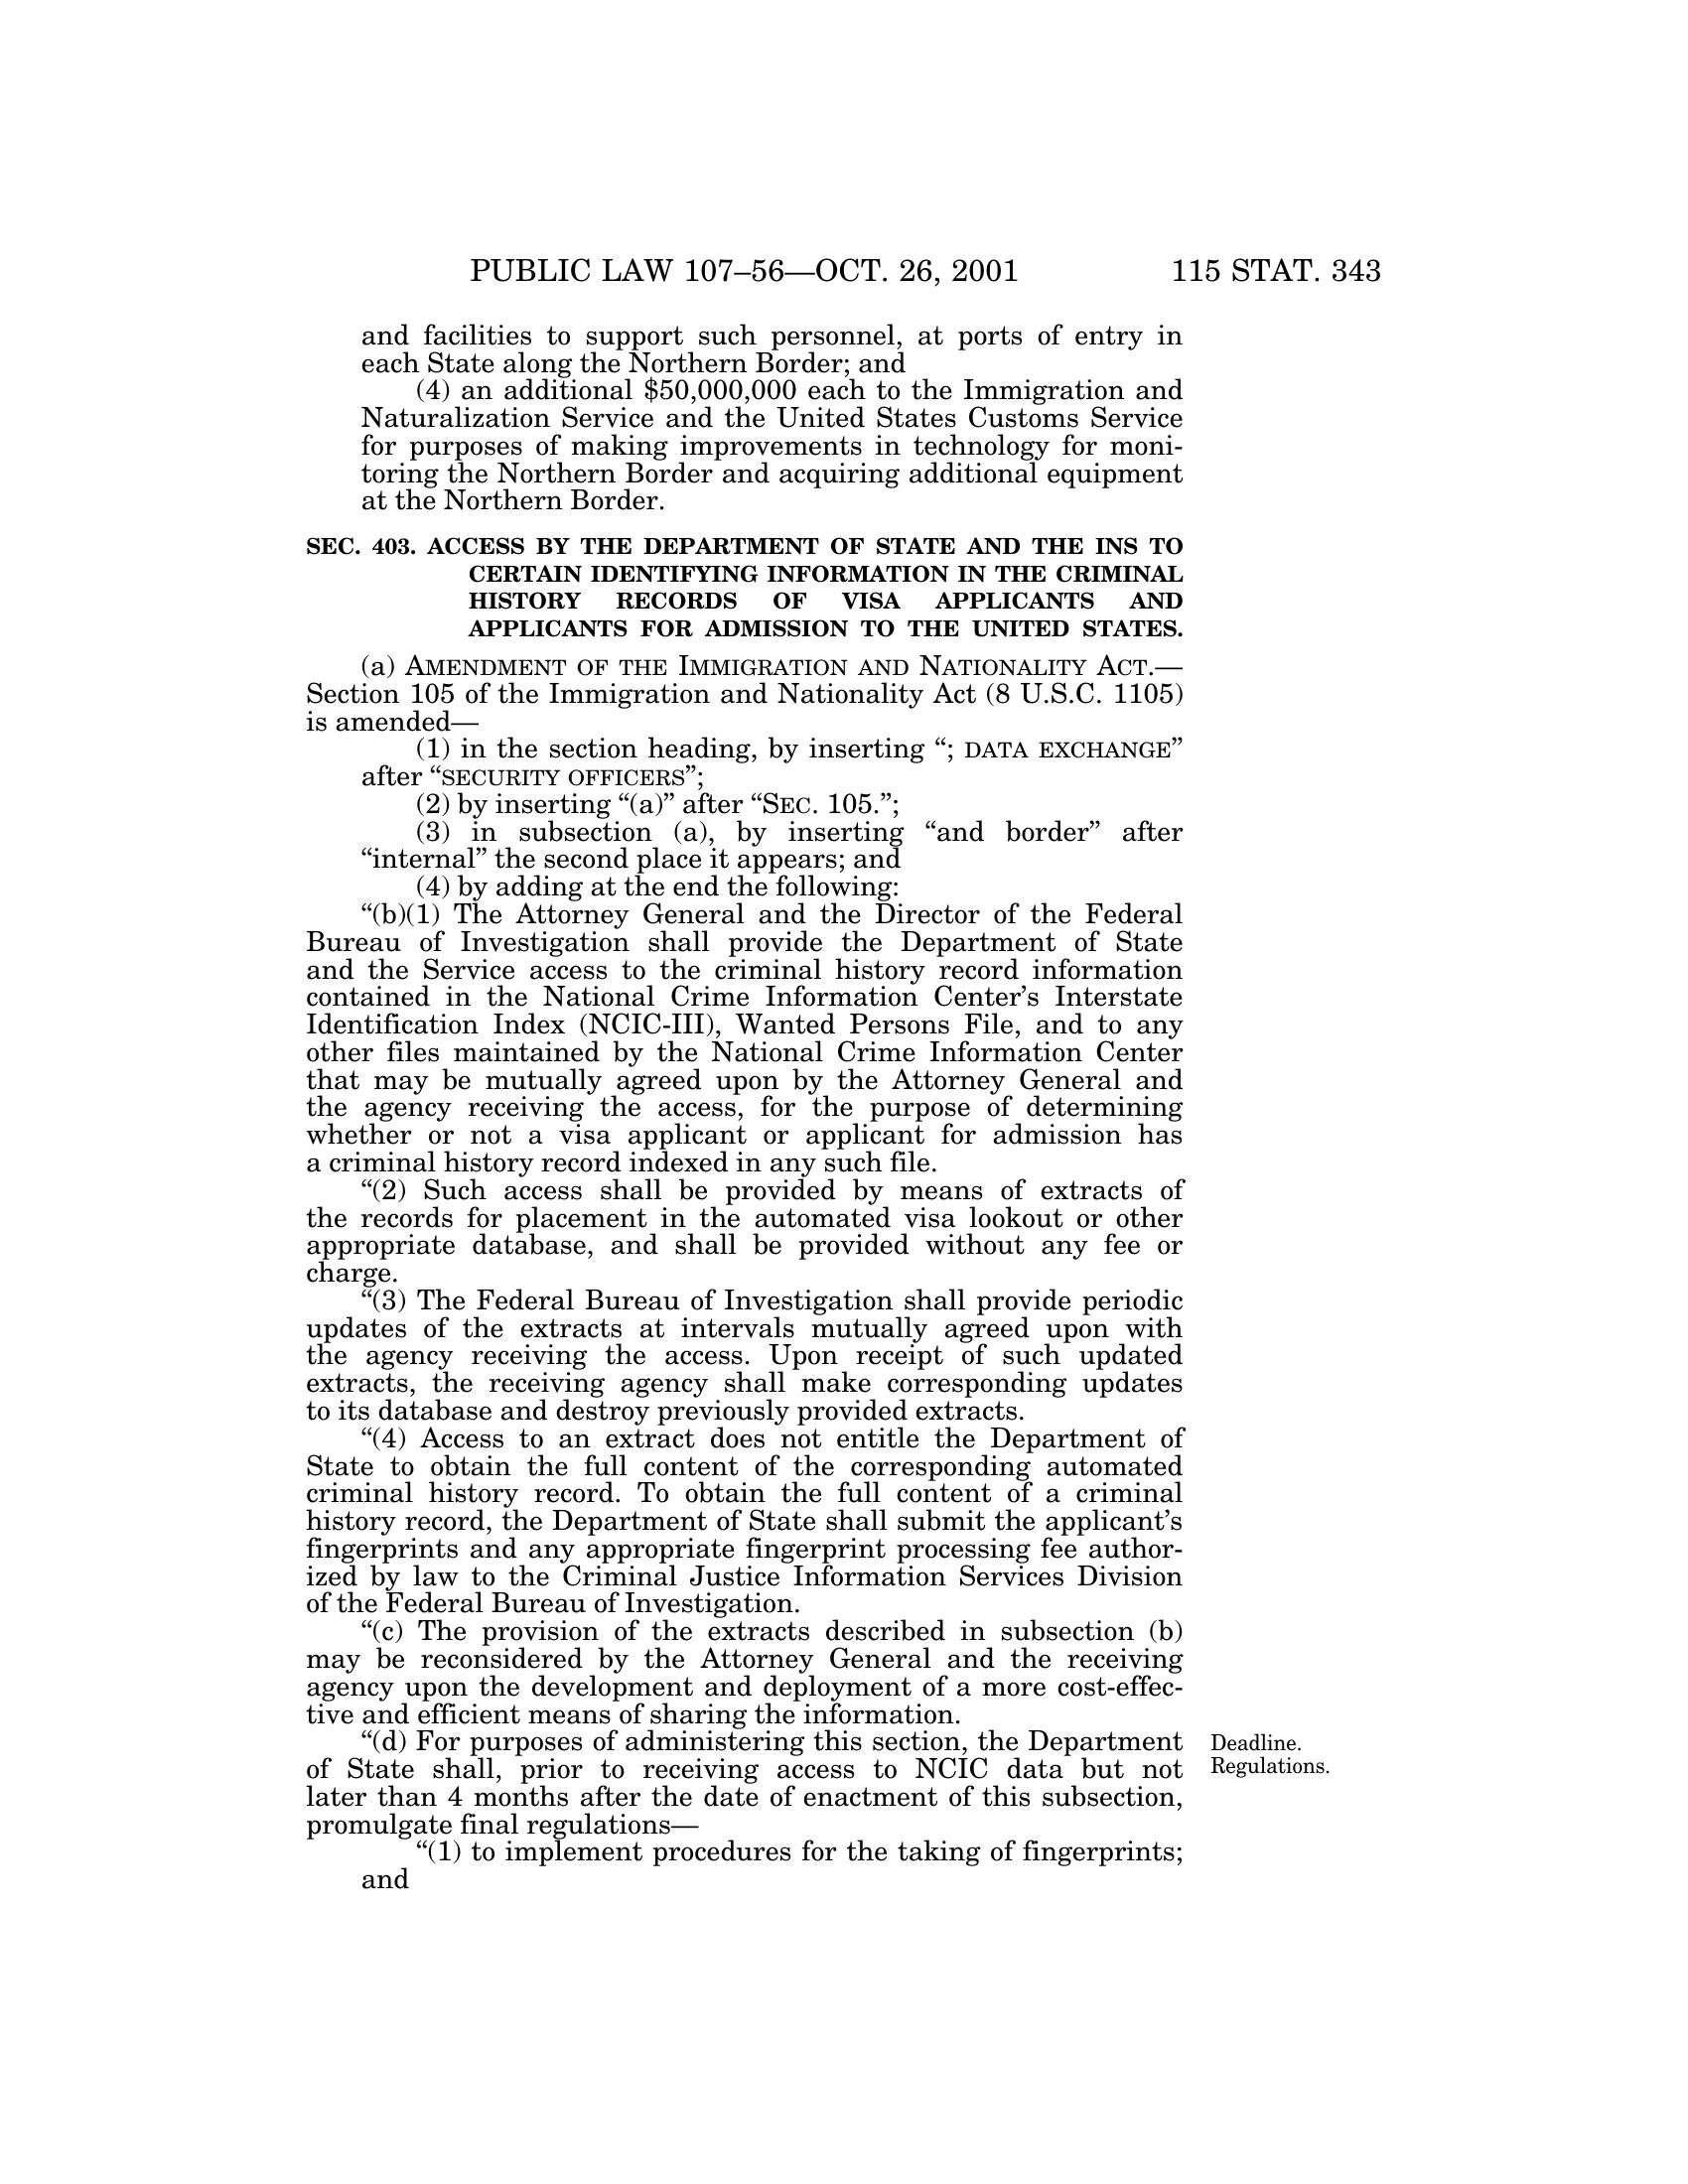 PUBLIC LAW 107–56—OCT. 26, 2001 115 STAT. 343
and facilities to support such personnel, at ports of entry in
each State along the Northern Border; and
(4) an additional $50,000,000 each to the Immigration and
Naturalization Service and the United States Customs Service
for purposes of making improvements in technology for moni-
toring the Northern Border and acquiring additional equipment
at the Northern Border.
SEC. 403. ACCESS BY THE DEPARTMENT OF STATE AND THE INS TO
CERTAIN IDENTIFYING INFORMATION IN THE CRIMINAL
HISTORY RECORDS OF VISA APPLICANTS AND
APPLICANTS FOR ADMISSION TO THE UNITED STATES.
(a) AMENDMENT OF THE IMMIGRATION AND NATIONALITY ACT.—
Section 105 of the Immigration and Nationality Act (8 U.S.C. 1105)
is amended—
(1) in the section heading, by inserting “; DATA EXCHANGE”
after “SECURITY OFFICERS”;
(2) by inserting “(a)” after “SEC. 105.”;
(3) in subsection (a), by inserting “and border” after
“internal” the second place it appears; and
(4) by adding at the end the following:
“(b)(1) The Attorney General and the Director of the Federal
Bureau of Investigation shall provide the Department of State
and the Service access to the criminal history record information
contained in the National Crime Information Center’s Interstate
Identification Index (NCIC-III), Wanted Persons File, and to any
other files maintained by the National Crime Information Center
that may be mutually agreed upon by the Attorney General and
the agency receiving the access, for the purpose of determining
whether or not a visa applicant or applicant for admission has
a criminal history record indexed in any such file.
“(2) Such access shall be provided by means of extracts of
the records for placement in the automated visa lookout or other
appropriate database, and shall be provided without any fee or
charge.
“(3) The Federal Bureau of Investigation shall provide periodic
updates of the extracts at intervals mutually agreed upon with
the agency receiving the access. Upon receipt of such updated
extracts, the receiving agency shall make corresponding updates
to its database and destroy previously provided extracts.
“(4) Access to an extract does not entitle the Department of
State to obtain the full content of the corresponding automated
criminal history record. To obtain the full content of a criminal
history record, the Department of State shall submit the applicant’s
fingerprints and any appropriate fingerprint processing fee author-
ized by law to the Criminal Justice Information Services Division
of the Federal Bureau of Investigation.
“(c) The provision of the extracts described in subsection (b)
may be reconsidered by the Attorney General and the receiving
agency upon the development and deployment of a more cost-effec-
tive and efficient means of sharing the information.
“(d) For purposes of administering this section, the Department
of State shall, prior to receiving access to NCIC data but not
later than 4 months after the date of enactment of this subsection,
promulgate final regulations—
“(1) to implement procedures for the taking of fingerprints;
and
Deadline.
Regulations.